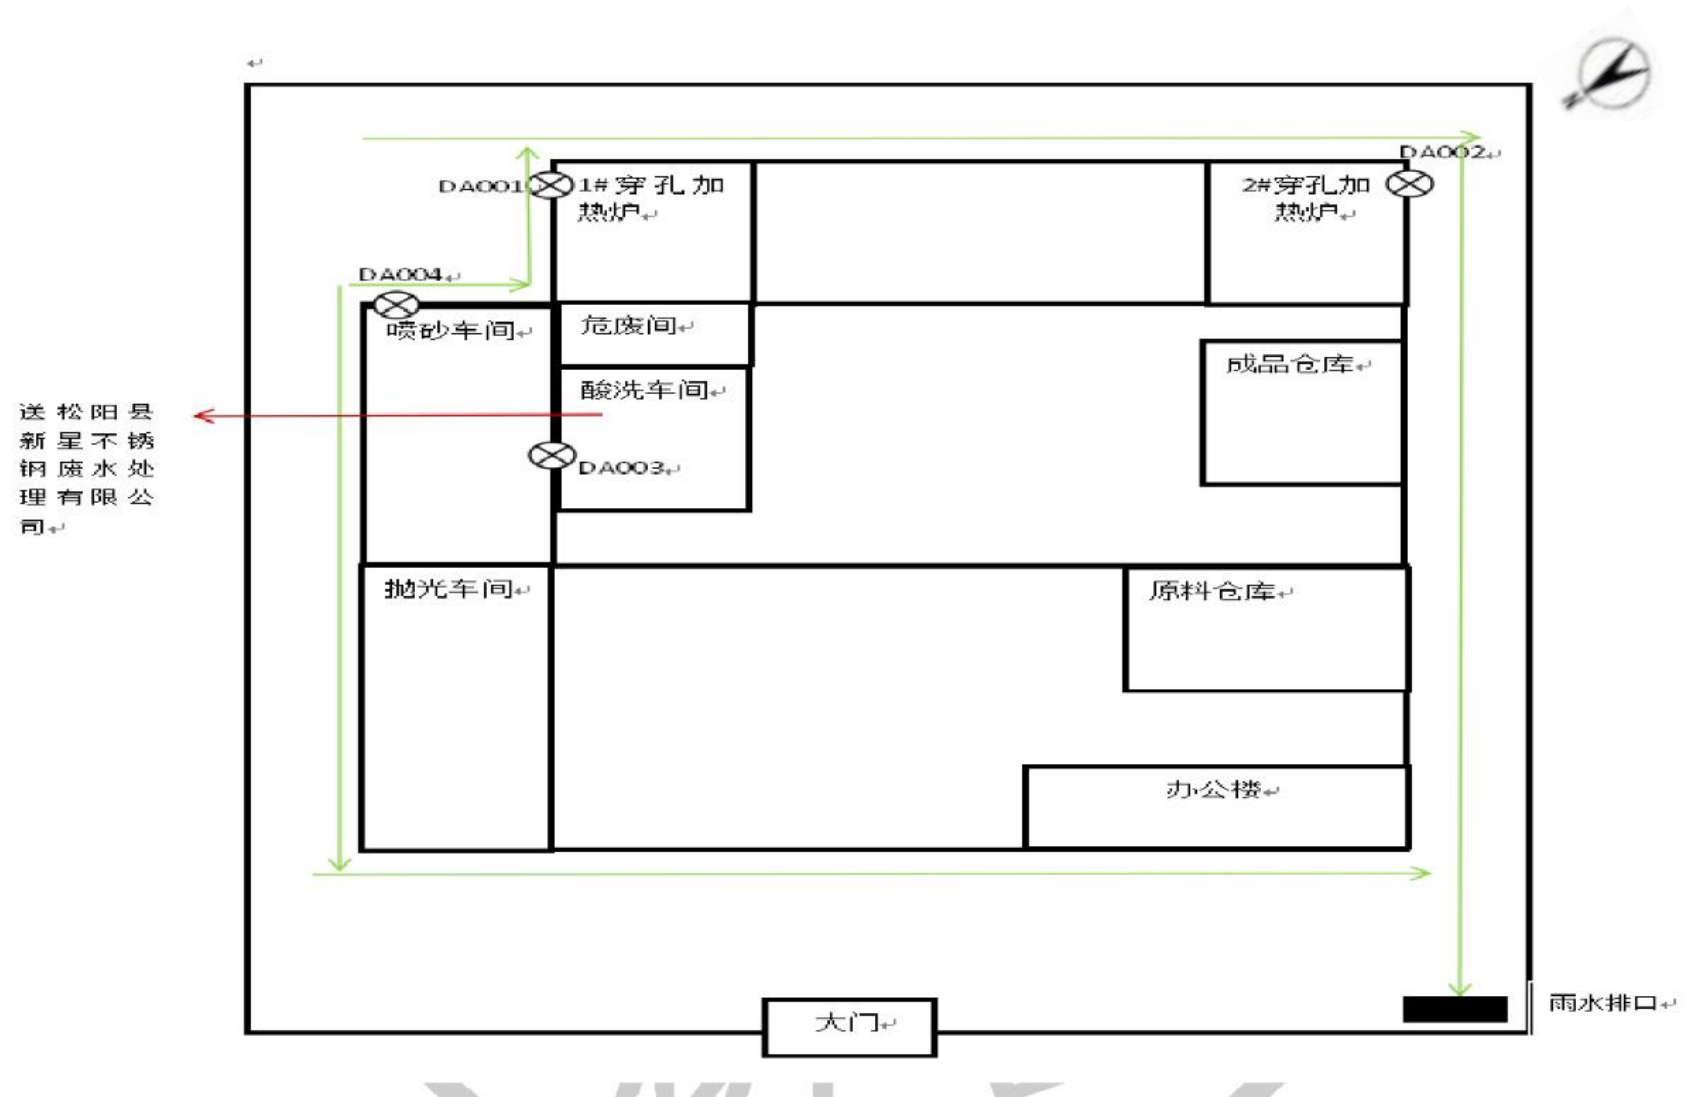 DA002
DA001
1#穿孔加
热炉
2#穿孔加
热炉
DA004
喷砂车间
危废间
成品仓库
酸洗车间
送松阳县
新星不锈
钢废水处
理有限公
司
DA003
抛光车间
原料仓库
办公楼
大门
雨水排口